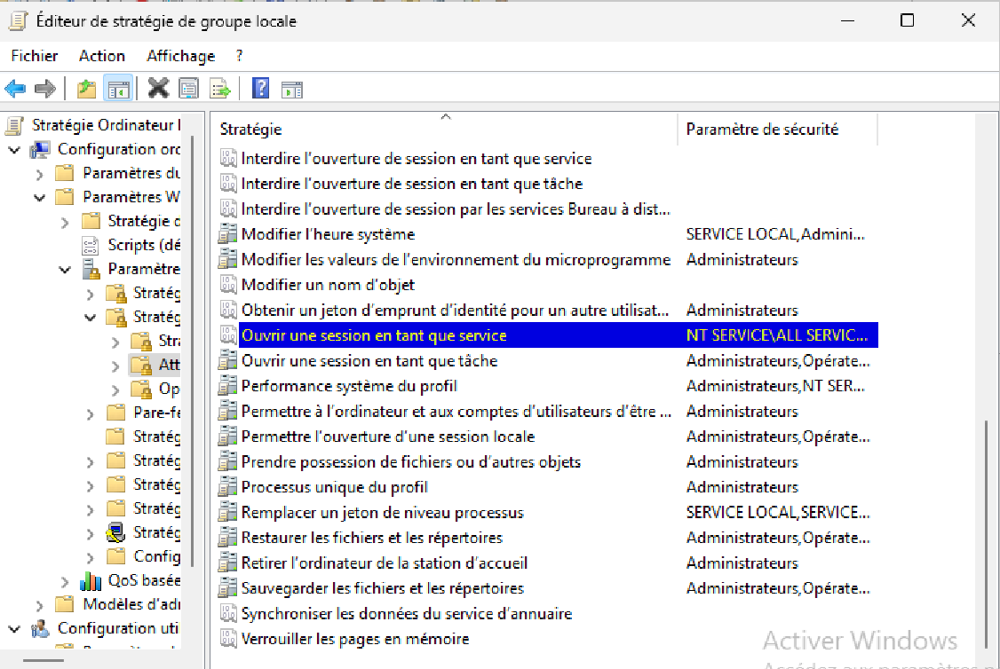 Éditeur de stratégie de groupe locale
Fichier Action Affichage ?
Stratégie Ordinateur
Configuration ord
Paramètres du
Paramètres W
Stratégie d
Scripts (dé
Paramètre
Stratég
Stratég
Stra
Att
Op
Pare-fe
Stratég
Stratég
Stratég
Stratég
Stratég
Config
QoS basée
Modèles d'adı
Configuration uti
Stratégie Paramètre de sécurité
Interdire l'ouverture de session en tant que service
Interdire l'ouverture de session en tant que tâche
Interdire l'ouverture de session par les services Bureau à dist...
Modifier l'heure système SERVICE LOCAL,Admini...
Modifier les valeurs de l'environnement du microprogramme Administrateurs
Modifier un nom d'objet
Obtenir un jeton d'emprunt d'identité pour un autre utilisat... Administrateurs
Ouvrir une session en tant que service NT SERVICE\ALL SERVIC...
Ouvrir une session en tant que tâche Administrateurs,Opérate...
Performance système du profil Administrateurs,NT SER...
Permettre à l'ordinateur et aux comptes d'utilisateurs d'être ... Administrateurs
Permettre l'ouverture d'une session locale Administrateurs,Opérate...
Prendre possession de fichiers ou d'autres objets Administrateurs
Processus unique du profil Administrateurs
Remplacer un jeton de niveau processus SERVICE LOCAL,SERVICE...
Restaurer les fichiers et les répertoires Administrateurs,Opérate...
Retirer l'ordinateur de la station d'accueil Administrateurs
Sauvegarder les fichiers et les répertoires Administrateurs,Opérate...
Synchroniser les données du service d'annuaire
Verrouiller les pages en mémoire
Activer Windows